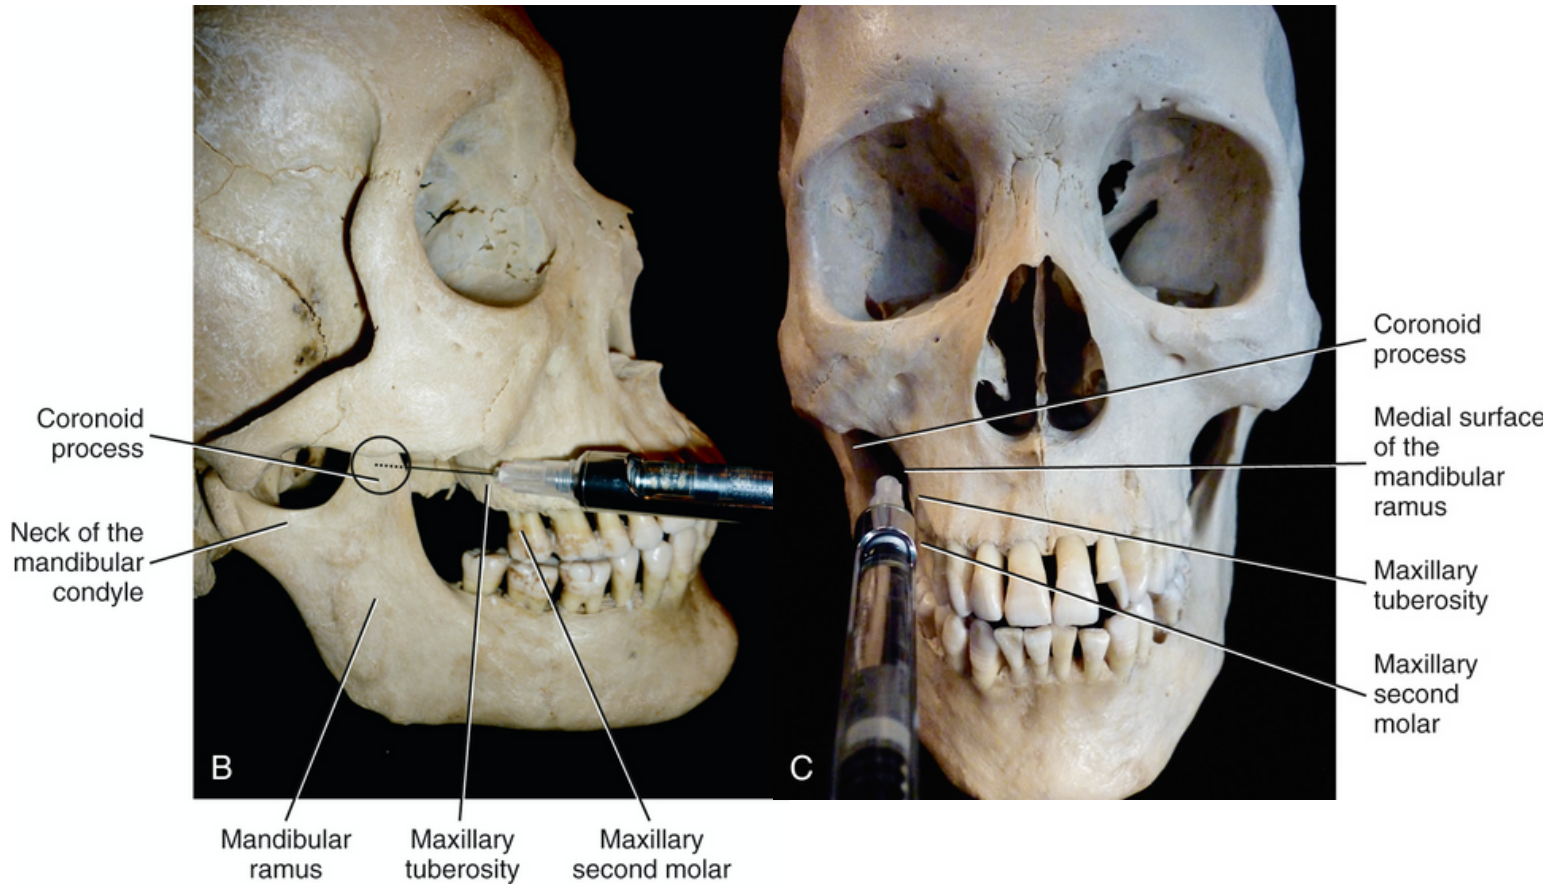 Coronoid
process
Neck of the
mandibular
condyle
B
Mandibular
ramus
Maxillary
tuberosity
Maxillary
second molar
C
Coronoid
process
Medial surface
of the
mandibular
ramus
Maxillary
tuberosity
Maxillary
second
molar